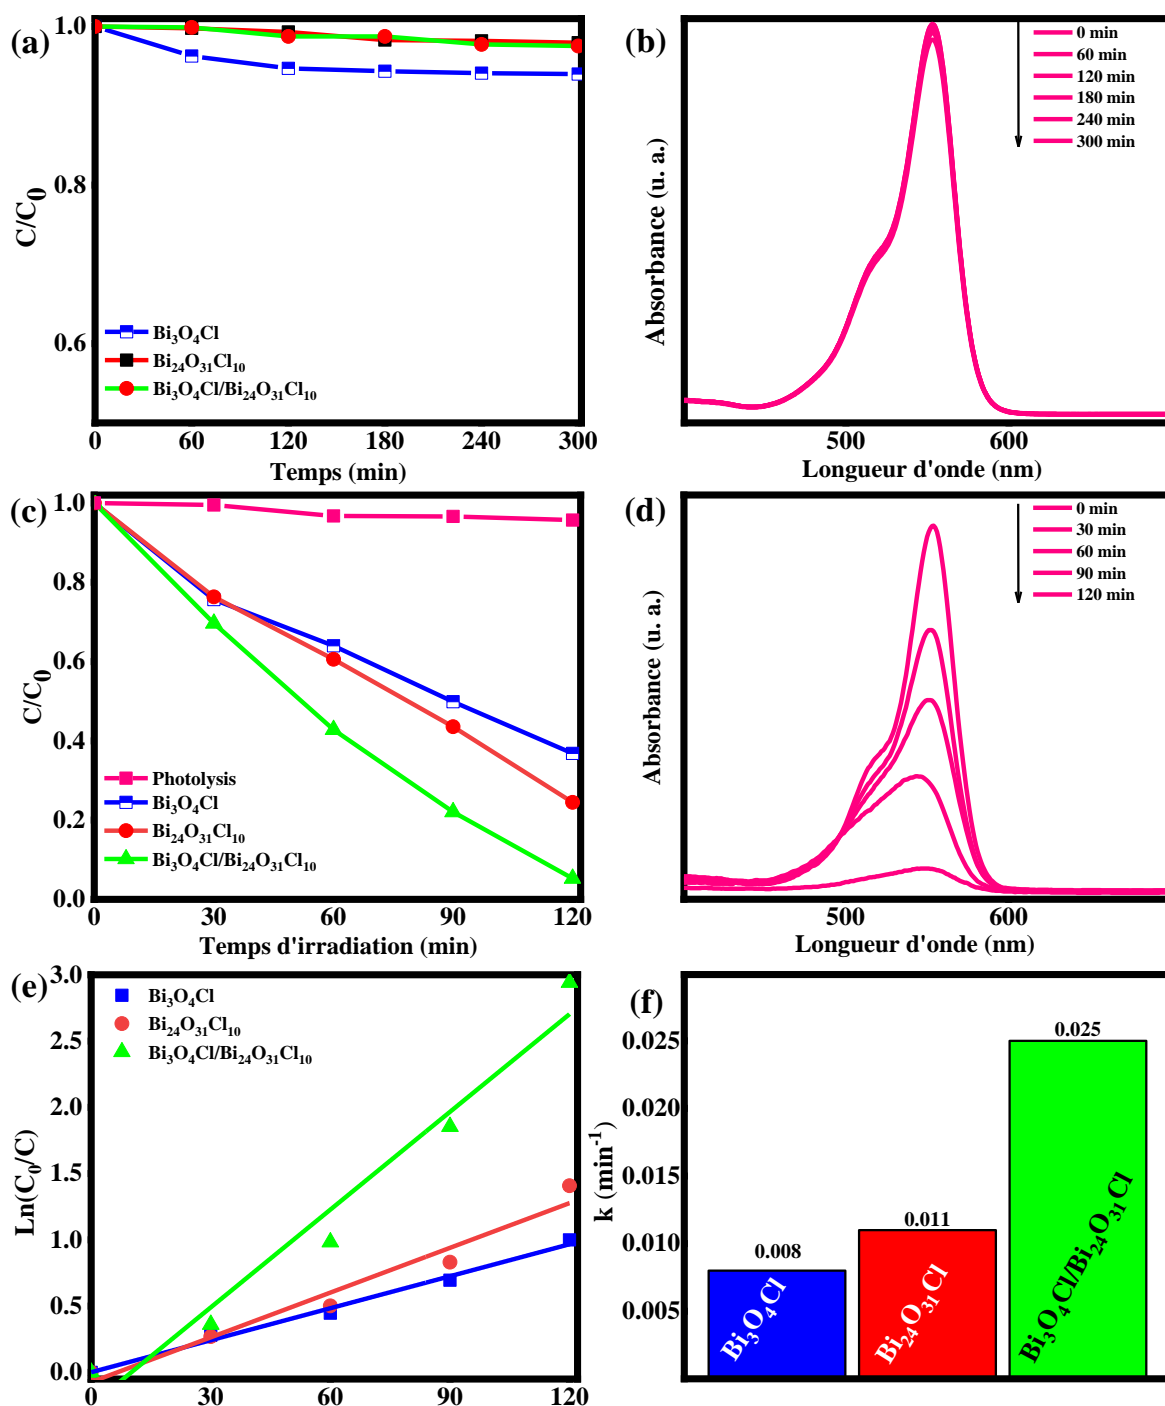 (a)
1.0
0.8
0.6
C/C0
Bi3O4Cl
Bi24O31Cl10
Bi3O4Cl/Bi24O31Cl10
0 60 120 180 240 300
Temps (min)
(b)
Absorbance (u. a.)
0 min
60 min
120 min
180 min
240 min
300 min
500 600
Longueur d'onde (nm)
(c)
1.0
0.8
0.6
0.4
0.2
0.0
C/C0
Photolysis
Bi3O4Cl
Bi24O31Cl10
Bi3O4Cl/Bi24O31Cl10
0 30 60 90 120
Temps d'irradiation (min)
(d)
Absorbance (u. a.)
0 min
30 min
60 min
90 min
120 min
500 600
Longueur d'onde (nm)
(e)
3.0
2.5
2.0
1.5
1.0
0.5
0.0
Ln(C0/C)
Bi3O4Cl
Bi24O31Cl10
Bi3O4Cl/Bi24O31Cl10
0 30 60 90 120
(f)
0.025
0.020
0.015
0.010
0.005
k (min-1)
0.008
0.011
0.025
Bi3O4Cl
Bi24O31Cl
Bi3O4Cl/Bi24O31Cl